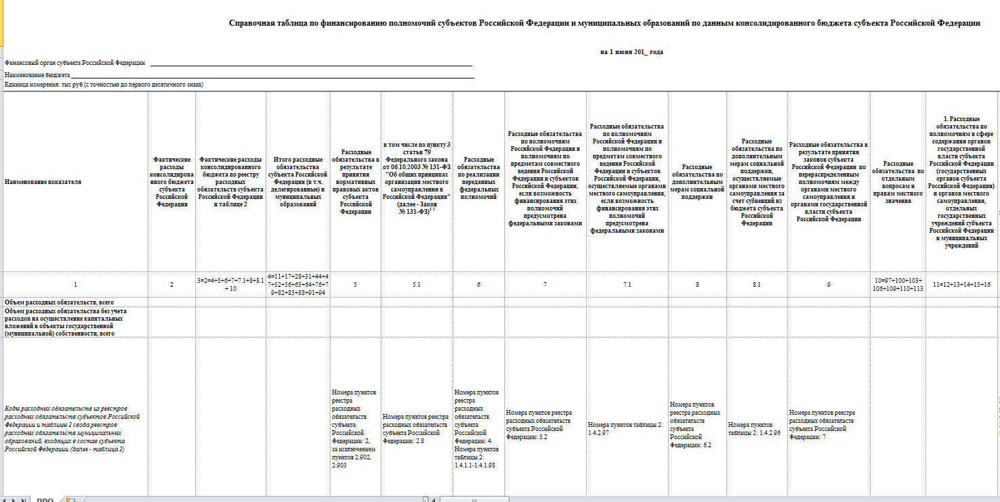 Справочная таблица по финансированию полномочий субъектов Российской Федерации и муниципальных образований по данным консолидированного бюджета субъекта Российской Федерации
на 1 июня 201_ года
Финансовый орган субъекта Российской Федерации
Наименование бюджета
Единица измерения: тыс руб (с точностью до первого десятичного знака)
Наименование показателя
Фактические
расходы
консолидирова
ного бюджета
субъекта
Российской
Федерации
Фактические расходы
консолидированного
бюджета по реестру
расходных
обязательств субъекта
Российской Федерации
и таблице 2
Итого расходные
обязательства
субъекта Российской
Федерации (в т.ч.
делегированные) и
муниципальных
образований
Расходные
обязательства в
результате
принятия
нормативных
правовых актов
субъекта
Российской
Федерации
в том числе по пункту 3
статьи 79
Федерального закона
от 06.10.2003 № 131-ФЗ
"Об общих принципах
организации местного
самоуправления в
Российской Федерации"
(далее - Закон
№ 131-ФЗ)1 2
Расходные
обязательства
по реализации
переданных
федеральных
полномочий
Расходные обязательства
по полномочиям
Российской Федерации и
полномочиям по
предметам совместного
ведения Российской
Федерации и субъектов
Российской Федерации,
если возможность
финансирования этих
полномочий
предусмотрена
федеральными законами
Расходные обязательства
по полномочиям
Российской Федерации и
полномочиям по
предметам совместного
ведения Российской
Федерации и субъектов
Российской Федерации,
осуществляемые органами
местного самоуправления,
если возможность
финансирования этих
полномочий
предусмотрена
федеральными законами
Расходные
обязательства по
дополнительным
мерам социальной
поддержки
Расходные
обязательства по
дополнительным
мерам социальной
поддержки,
осуществляемые
органами местного
самоуправления за
счет субвенций из
бюджета субъекта
Российской
Федерации
Расходные обязательства в
результате принятия
законов субъекта
Российской Федерации по
перераспределенным
полномочиям между
органами местного
самоуправления и
органами государственной
власти субъекта
Российской Федерации
Расходные
обязательства по
отдельным
вопросам и
правам местного
значения
1. Расходные
обязательства по
полномочиям в сфере
содержания органов
государственной
власти субъекта
Российской Федерации
(государственных
органов субъекта
Российской Федерации)
и органов местного
самоуправления,
отдельных
государственных
учреждений субъекта
Российской Федерации
и муниципальных
учреждений
1
2
3=2=4+5+6+7+7.1+8+8.1
+ 10
4=11+17+28+31+44+4
7+52+56+63+64+76+7
9+82+85+88+91+94
5
5.1
6
7
7.1
8
8.1
9
10=97+100+103+
106+109+110+113
11=12+13+14+15+16
Объем расходных обязательств, всего
Объем расходных обязательства без учета
расходов на осуществление капитальных
вложений в объекты государственной
(муниципальной) собственности, всего
Коды расходных обязательств из реестров
расходных обязательств субъектов Российской
Федерации и таблицы 2 свода реестров
расходных обязательств муниципальных
образований, входящих в состав субъекта
Российской Федерации (далее - таблица 2)
Номера пунктов
реестра
расходных
обязательств
субъекта
Российской
Федерации: 2,
за исключением
пунктов 2.902,
2.903
Номера пунктов реестра
расходных обязательств
субъекта Российской
Федерации: 2.8
Номера пунктов
реестра
расходных
обязательств
субъекта
Российской
Федерации: 4.
Номера пунктов
таблицы 2:
1.4.1.1-1.4.1.98
Номера пунктов реестра
расходных обязательств
субъекта Российской
Федерации: 5.2
Номера пунктов таблицы 2:
1.4.2.97
Номера пунктов
реестра расходных
обязательств
субъекта
Российской
Федерации: 6.2
Номера пунктов
таблицы 2: 1.4.2.96
Номера пунктов реестра
расходных обязательств
субъекта Российской
Федерации: 7
РРО